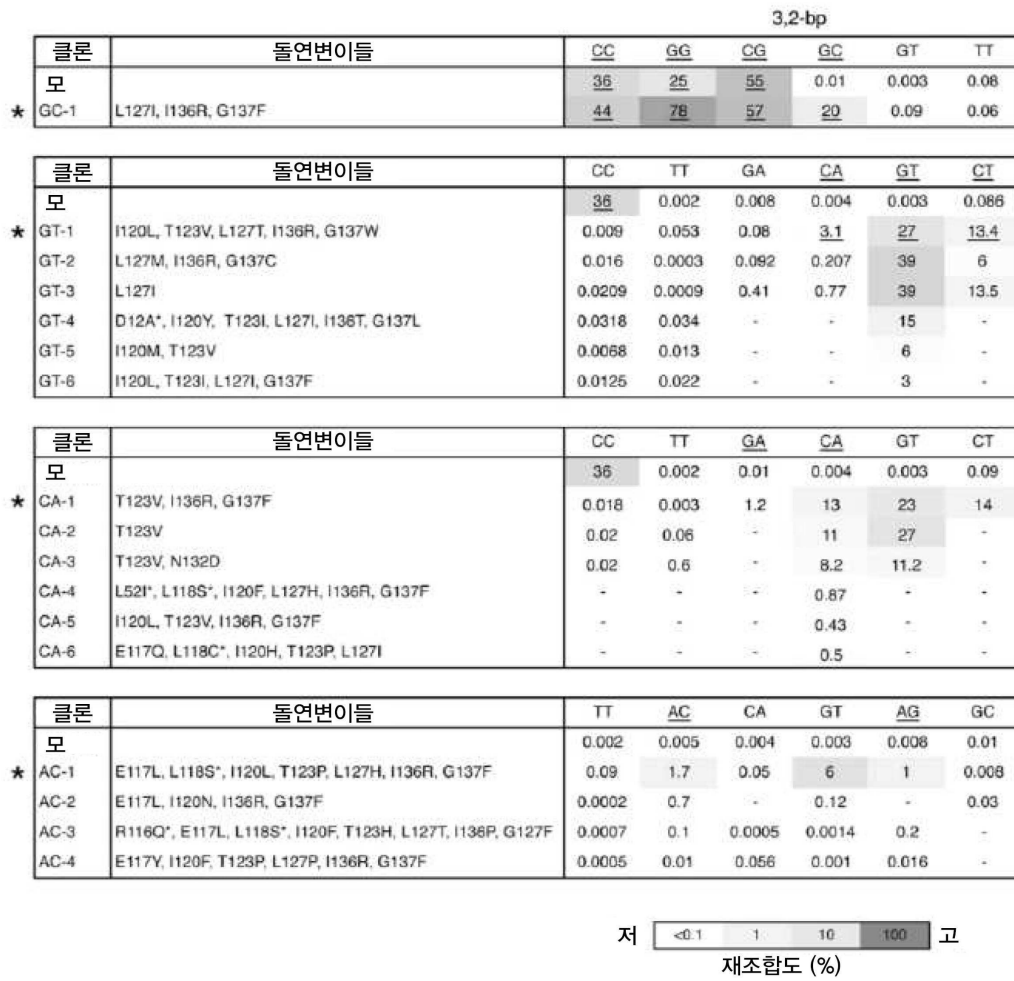 3,2-bp
클론 돌연변이들 CC GG CG GC GT TT
모 36 25 55 0.01 0.003 0.08
* GC-1 L127I, I136R, G137F 44 78 57 20 0.09 0.06
클론 돌연변이들 CC TT GA CA GT CT
모 36 0.002 0.008 0.004 0.003 0.086
* GT-1 I120L, T123V, L127T, I136R, G137W 0.009 0.053 0.08 3.1 27 13.4
GT-2 L127M, I136R, G137C 0.016 0.0003 0.092 0.207 39 6
GT-3 L127I 0.0209 0.0009 0.41 0.77 39 13.5
GT-4 D12A*, I120Y, T123I, L127I, I136T, G137L 0.0318 0.034 - - 15 -
GT-5 I120M, T123V 0.0068 0.013 - - 6 -
GT-6 I120L, T123I, L127I, G137F 0.0125 0.022 - - 3 -
클론 돌연변이들 CC TT GA CA GT CT
모 36 0.002 0.01 0.004 0.003 0.09
* CA-1 T123V, I136R, G137F 0.018 0.003 1.2 13 23 14
CA-2 T123V 0.02 0.06 - 11 27 -
CA-3 T123V, N132D 0.02 0.6 - 8.2 11.2 -
CA-4 L52I*, L118S*, I120F, L127H, I136R, G137F - - - 0.87 - -
CA-5 I120L, T123V, I136R, G137F - - - 0.43 - -
CA-6 E117Q, L118C*, I120H, T123P, L127I - - - 0.5 - -
클론 돌연변이들 TT AC CA GT AG GC
모 0.002 0.005 0.004 0.003 0.008 0.01
* AC-1 E117L, L118S*, I120L, T123P, L127H, I136R, G137F 0.09 1.7 0.05 6 1 0.008
AC-2 E117L, I120N, I136R, G137F 0.0002 0.7 - 0.12 - 0.03
AC-3 R116Q*, E117L, L118S*, I120F, T123H, L127T, I136P, G127F 0.0007 0.1 0.0005 0.0014 0.2 -
AC-4 E117Y, I120F, T123P, L127P, I136R, G137F 0.0005 0.01 0.056 0.001 0.016 -
저 <0.1 1 10 100 고
재조합도 (%)